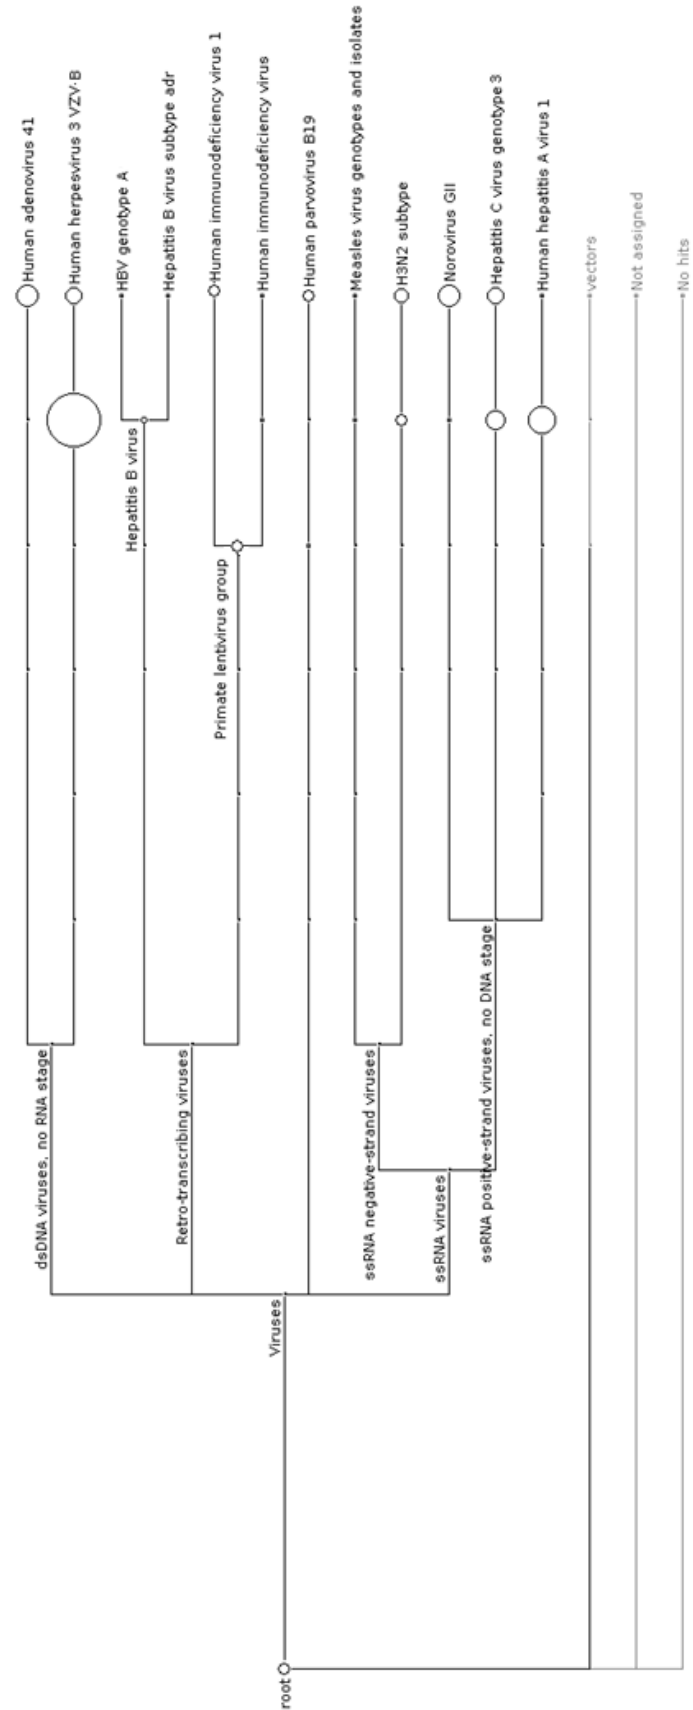 Human adenovirus 41
Human herpesvirus 3 VZV-B
HBV genotype A
Hepatitis B virus subtype adr
Human immunodeficiency virus 1
Human immunodeficiency virus
Human parvovirus B19
Measles virus genotypes and isolates
H3N2 subtype
Norovirus GII
Hepatitis C virus genotype 3
Human hepatitis A virus 1
vectors
Not assigned
No hits
Hepatitis B virus
Primate lentivirus group
dsDNA viruses, no RNA stage
Retro-transcribing viruses
ssRNA negative-strand viruses
ssRNA viruses
ssRNA positive-strand viruses, no DNA stage
Viruses
root